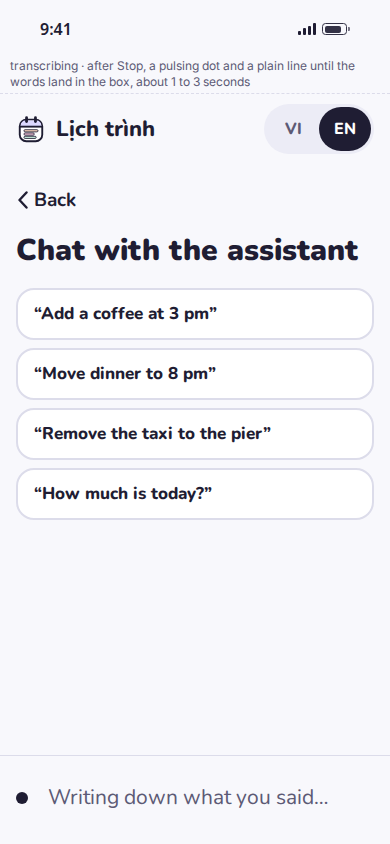 9:41
transcribing · after Stop, a pulsing dot and a plain line until the
words land in the box, about 1 to 3 seconds
Lịch trình
VI EN
Back
Chat with the assistant
“Add a coffee at 3 pm”
“Move dinner to 8 pm”
“Remove the taxi to the pier”
“How much is today?”
Writing down what you said...